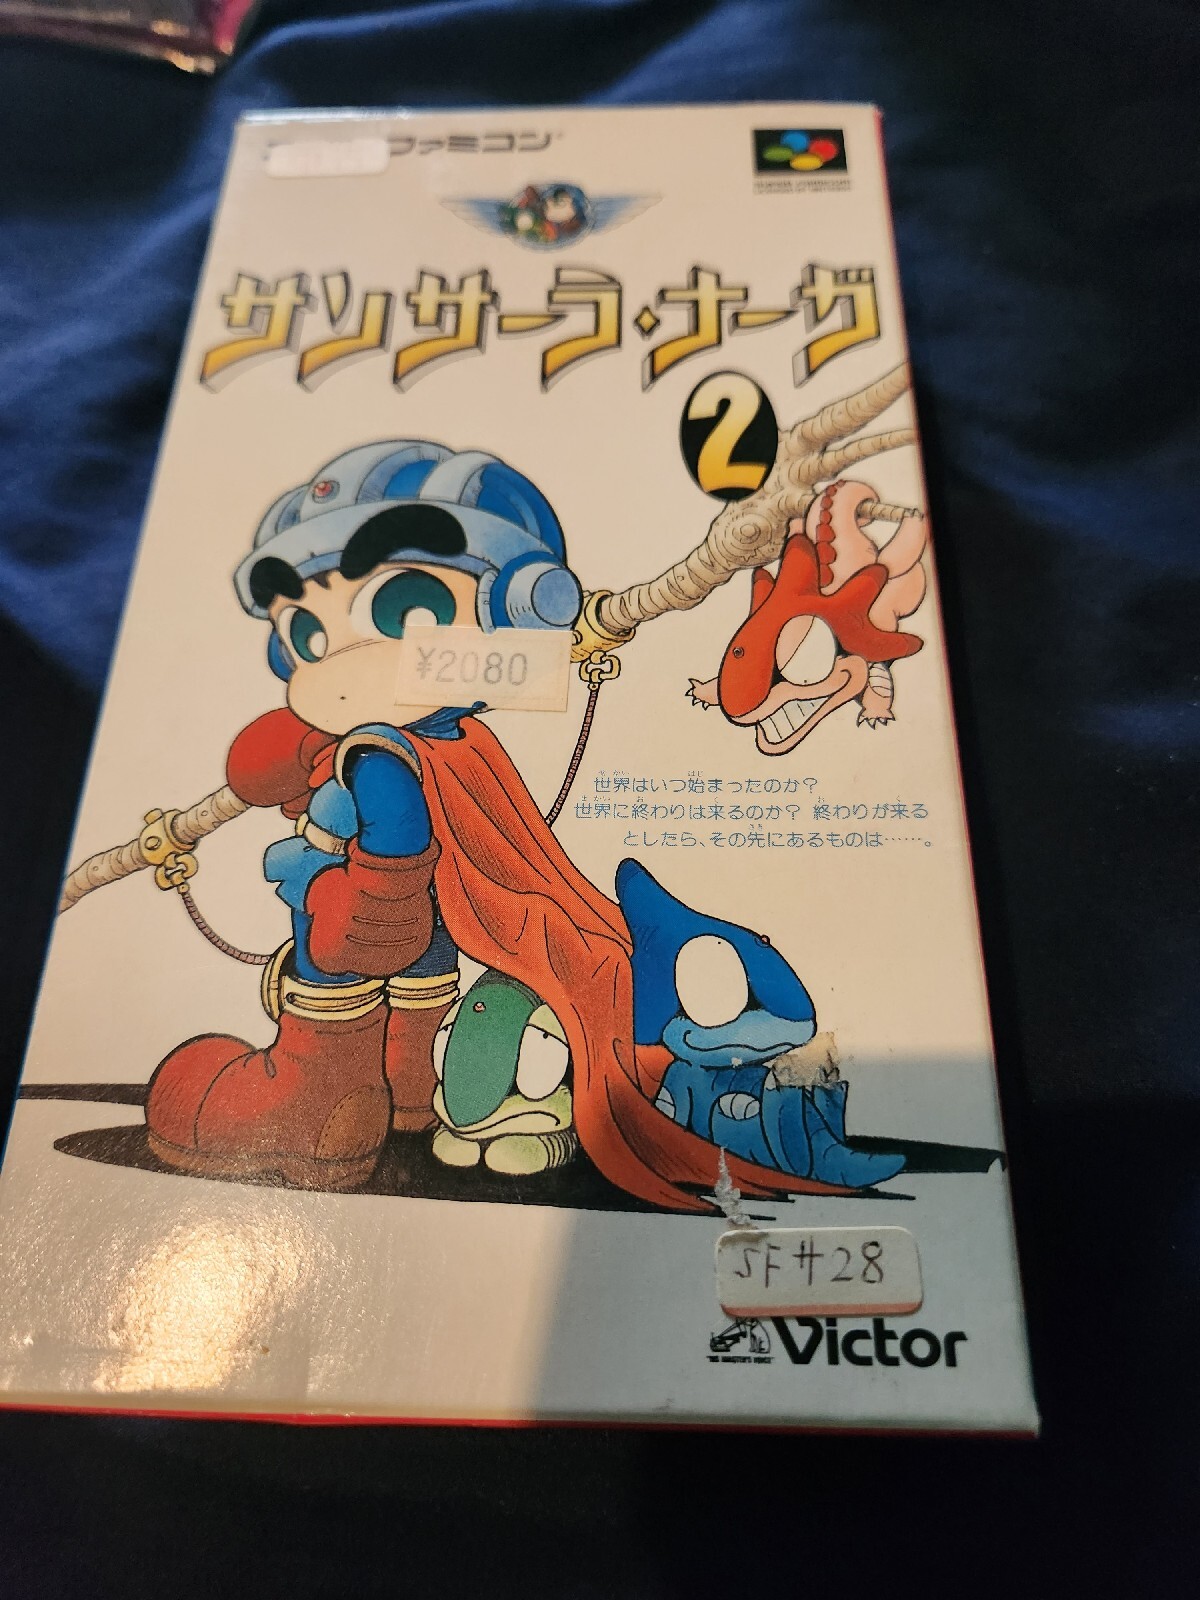 ファミコン
サンサーラ・ナーガ
2
¥2080
世界はいつ始まったのか?
世界に終わりは来るのか? 終わりが来る
としたら、その先にあるものは……。
SF#28
"HIS MASTER'S VOICE"
Victor